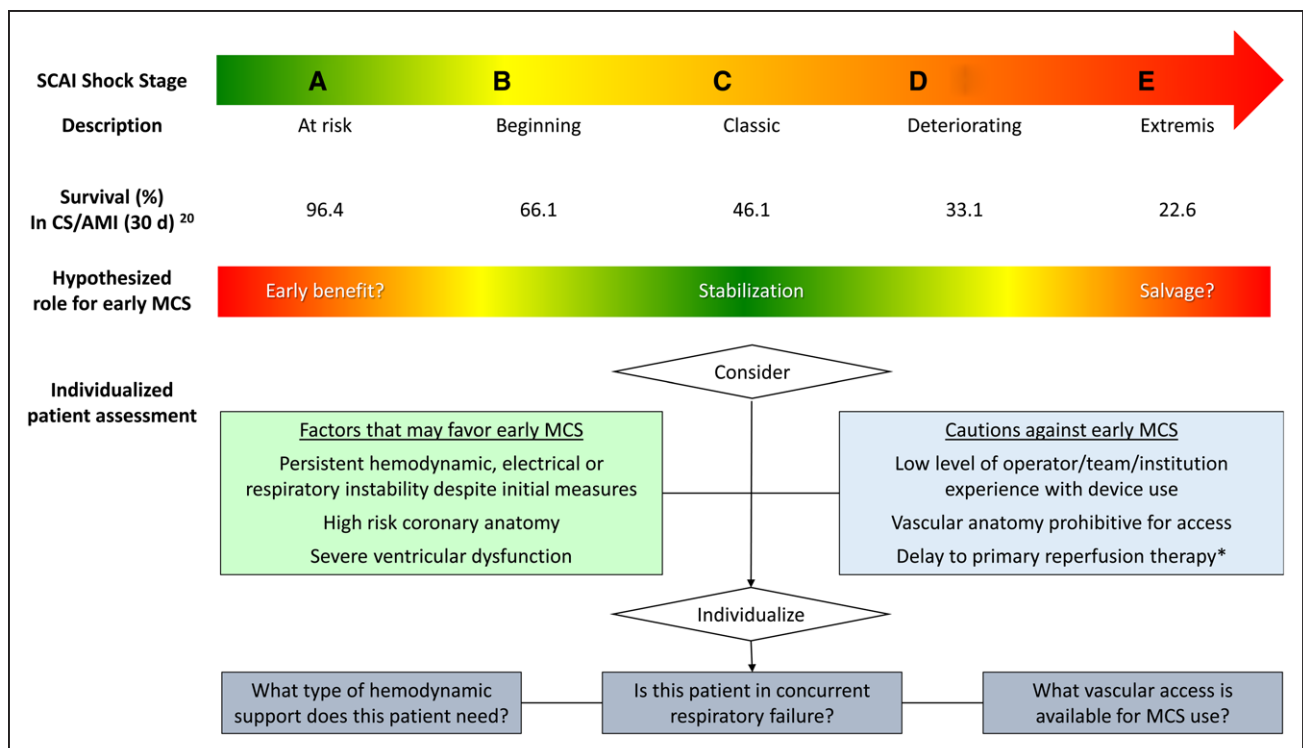 SCAI Shock Stage
A B C D E
Description
At risk Beginning Classic Deteriorating Extremis
Survival (%)
In CS/AMI (30 d) 20
96.4 66.1 46.1 33.1 22.6
Hypothesized
role for early MCS
Early benefit? Stabilization Salvage?
Individualized
patient assessment
Consider
Factors that may favor early MCS
Persistent hemodynamic, electrical or
respiratory instability despite initial measures
High risk coronary anatomy
Severe ventricular dysfunction
Cautions against early MCS
Low level of operator/team/institution
experience with device use
Vascular anatomy prohibitive for access
Delay to primary reperfusion therapy*
Individualize
What type of hemodynamic
support does this patient need?
Is this patient in concurrent
respiratory failure?
What vascular access is
available for MCS use?